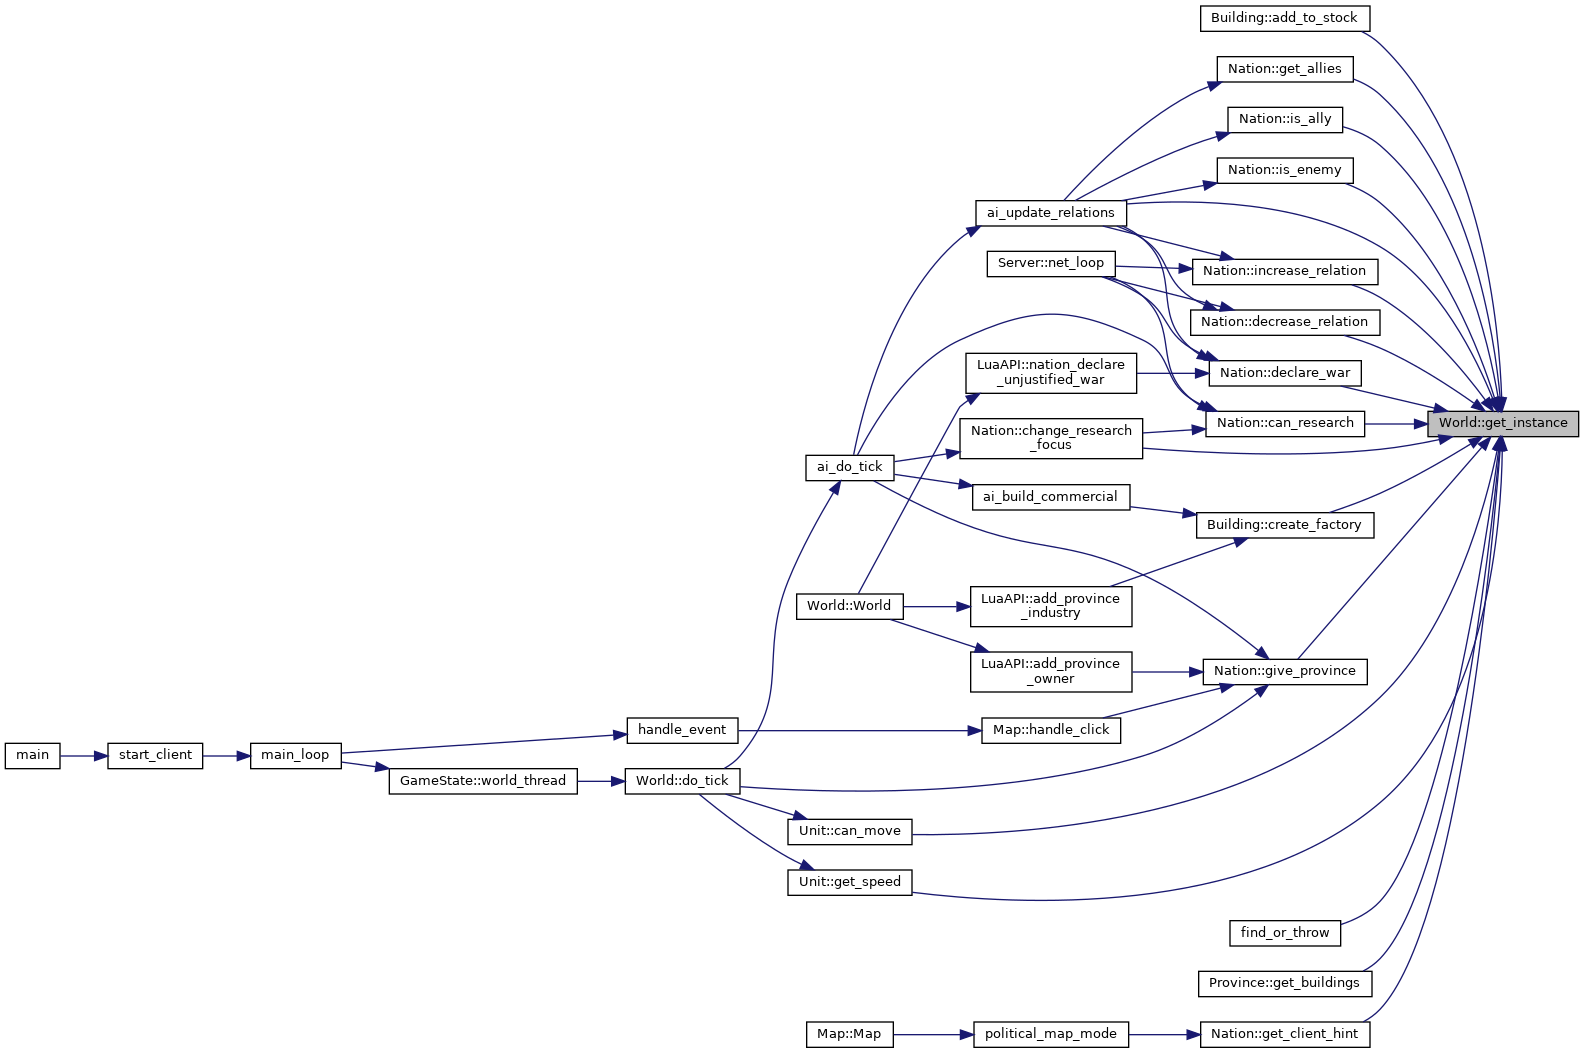 Building::add_to_stock
Nation::get_allies
Nation::is_ally
Nation::is_enemy
ai_update_relations
Server::net_loop
Nation::increase_relation
Nation::decrease_relation
LuaAPI::nation_declare
_unjustified_war
Nation::declare_war
Nation::change_research
_focus
Nation::can_research
World::get_instance
ai_do_tick
ai_build_commercial
Building::create_factory
World::World
LuaAPI::add_province
_industry
LuaAPI::add_province
_owner
Nation::give_province
handle_event
Map::handle_click
main
start_client
main_loop
GameState::world_thread
World::do_tick
Unit::can_move
Unit::get_speed
find_or_throw
Province::get_buildings
Map::Map
political_map_mode
Nation::get_client_hint